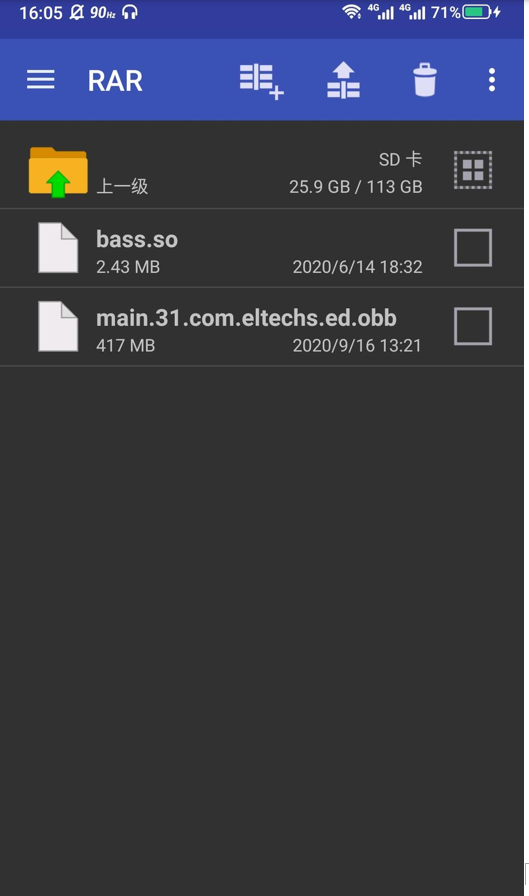 16:05 90Hz 4G 4G 71%
RAR
SD 卡
上一级 25.9 GB / 113 GB
bass.so
2.43 MB 2020/6/14 18:32
main.31.com.eltechs.ed.obb
417 MB 2020/9/16 13:21